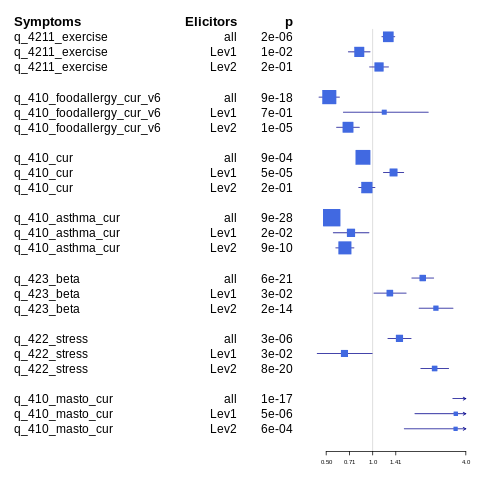 Symptoms Elicitors p
q_4211_exercise all 2e-06
q_4211_exercise Lev1 1e-02
q_4211_exercise Lev2 2e-01
q_410_foodallergy_cur_v6 all 9e-18
q_410_foodallergy_cur_v6 Lev1 7e-01
q_410_foodallergy_cur_v6 Lev2 1e-05
q_410_cur all 9e-04
q_410_cur Lev1 5e-05
q_410_cur Lev2 2e-01
q_410_asthma_cur all 9e-28
q_410_asthma_cur Lev1 2e-02
q_410_asthma_cur Lev2 9e-10
q_423_beta all 6e-21
q_423_beta Lev1 3e-02
q_423_beta Lev2 2e-14
q_422_stress all 3e-06
q_422_stress Lev1 3e-02
q_422_stress Lev2 8e-20
q_410_masto_cur all 1e-17
q_410_masto_cur Lev1 5e-06
q_410_masto_cur Lev2 6e-04
0.50 0.71 1.0 1.41 4.0